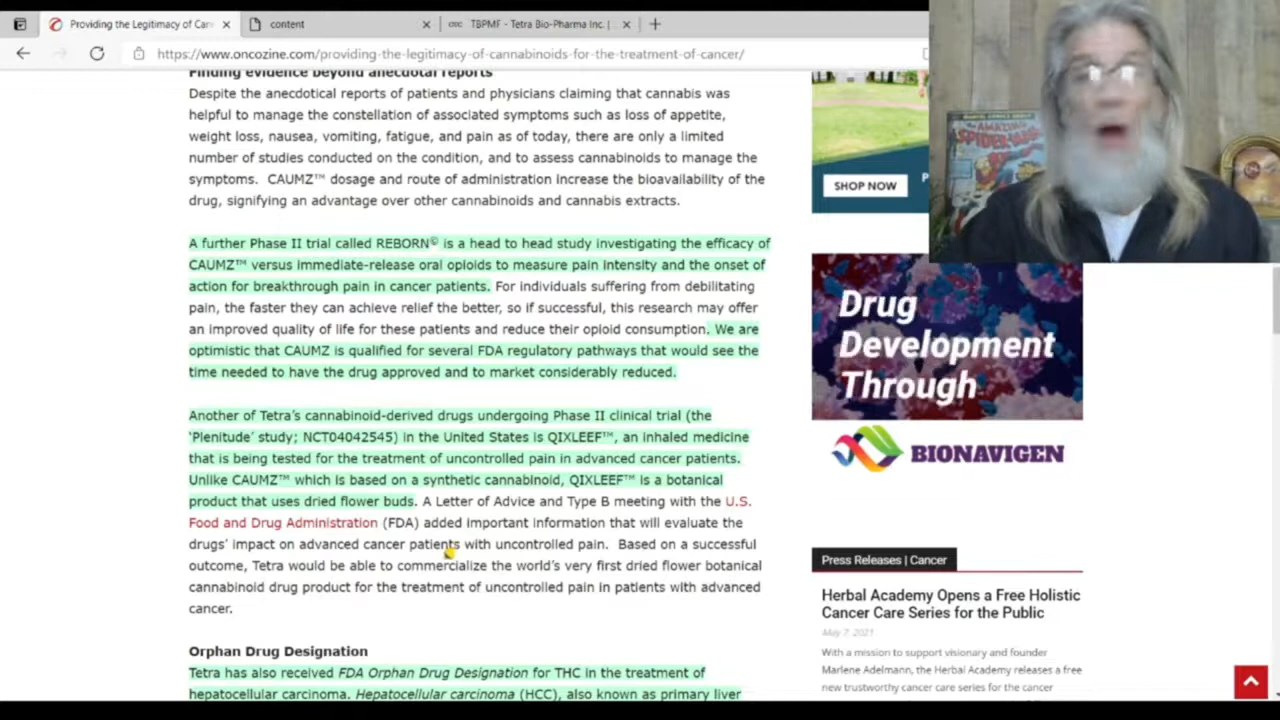 Providing the Legitimacy of Can
content
TBPMF - Tetra Bio-Pharma Inc. |
https://www.oncozine.com/providing-the-legitimacy-of-cannabinoids-for-the-treatment-of-cancer/
Finding evidence beyond anecdotal reports
Despite the anecdotical reports of patients and physicians claiming that cannabis was
helpful to manage the constellation of associated symptoms such as loss of appetite,
weight loss, nausea, vomiting, fatigue, and pain as of today, there are only a limited
number of studies conducted on the condition, and to assess cannabinoids to manage the
symptoms. CAUMZ™ dosage and route of administration increase the bioavailability of the
drug, signifying an advantage over other cannabinoids and cannabis extracts.
A further Phase II trial called REBORN© is a head to head study investigating the efficacy of
CAUMZ™ versus immediate-release oral opioids to measure pain intensity and the onset of
action for breakthrough pain in cancer patients. For individuals suffering from debilitating
pain, the faster they can achieve relief the better, so if successful, this research may offer
an improved quality of life for these patients and reduce their opioid consumption. We are
optimistic that CAUMZ is qualified for several FDA regulatory pathways that would see the
time needed to have the drug approved and to market considerably reduced.
Another of Tetra's cannabinoid-derived drugs undergoing Phase II clinical trial (the
'Plenitude' study; NCT04042545) in the United States is QIXLEEF™, an inhaled medicine
that is being tested for the treatment of uncontrolled pain in advanced cancer patients.
Unlike CAUMZ™ which is based on a synthetic cannabinoid, QIXLEEF™ is a botanical
product that uses dried flower buds. A Letter of Advice and Type B meeting with the U.S.
Food and Drug Administration (FDA) added important information that will evaluate the
drugs' impact on advanced cancer patients with uncontrolled pain. Based on a successful
outcome, Tetra would be able to commercialize the world's very first dried flower botanical
cannabinoid drug product for the treatment of uncontrolled pain in patients with advanced
cancer.
Orphan Drug Designation
Tetra has also received FDA Orphan Drug Designation for THC in the treatment of
hepatocellular carcinoma. Hepatocellular carcinoma (HCC), also known as primary liver
SHOP NOW
P
Drug
Development
Through
BIONAVIGEN
Press Releases | Cancer
Herbal Academy Opens a Free Holistic
Cancer Care Series for the Public
May 7, 2021
With a mission to support visionary and founder
Marlene Adelmann, the Herbal Academy releases a free
new trustworthy cancer care series for the cancer
MARVEL COMICS GROUP
THE AMAZING
SPIDER-MAN